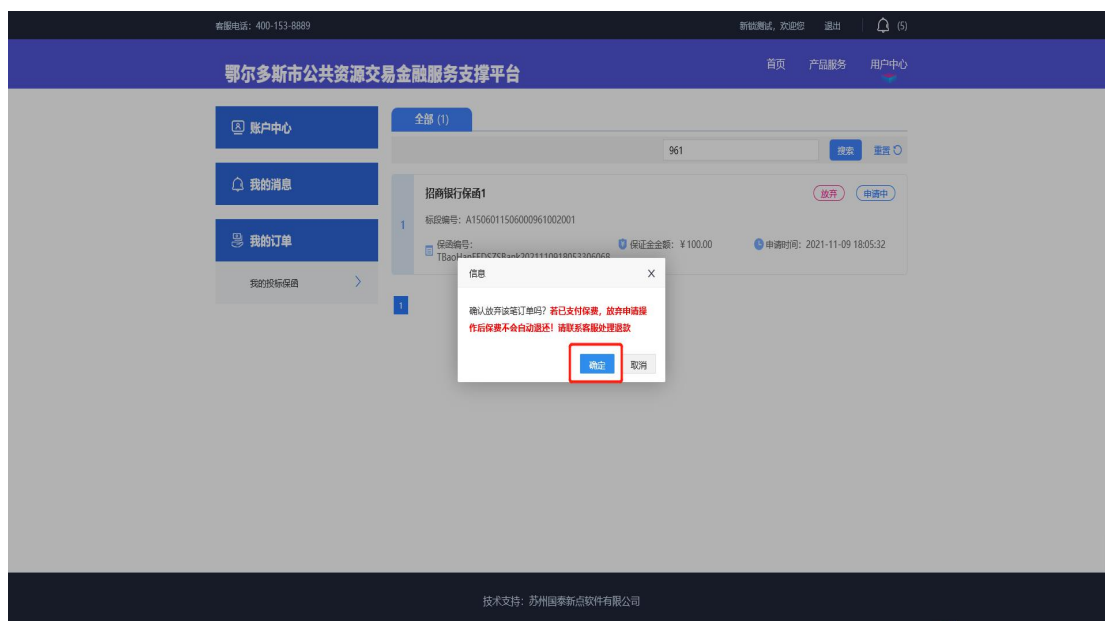 客服电话：400-153-8889
新锁测试，欢迎您 退出 (5)
鄂尔多斯市公共资源交易金融服务支撑平台
首页 产品服务 用户中心
账户中心
我的消息
我的订单
我的投标保函
全部 (1)
961 搜索 重置
招商银行保函1 放弃 申请中
1
标段编号：A1506011506000961002001
保函编号： 保证金金额：￥100.00 申请时间：2021-11-09 18:05:32
1
信息 X
确认放弃该笔订单吗？若已支付保费，放弃申请操
作后保费不会自动退还！请联系客服处理退款
确定 取消
技术支持：苏州国泰新点软件有限公司